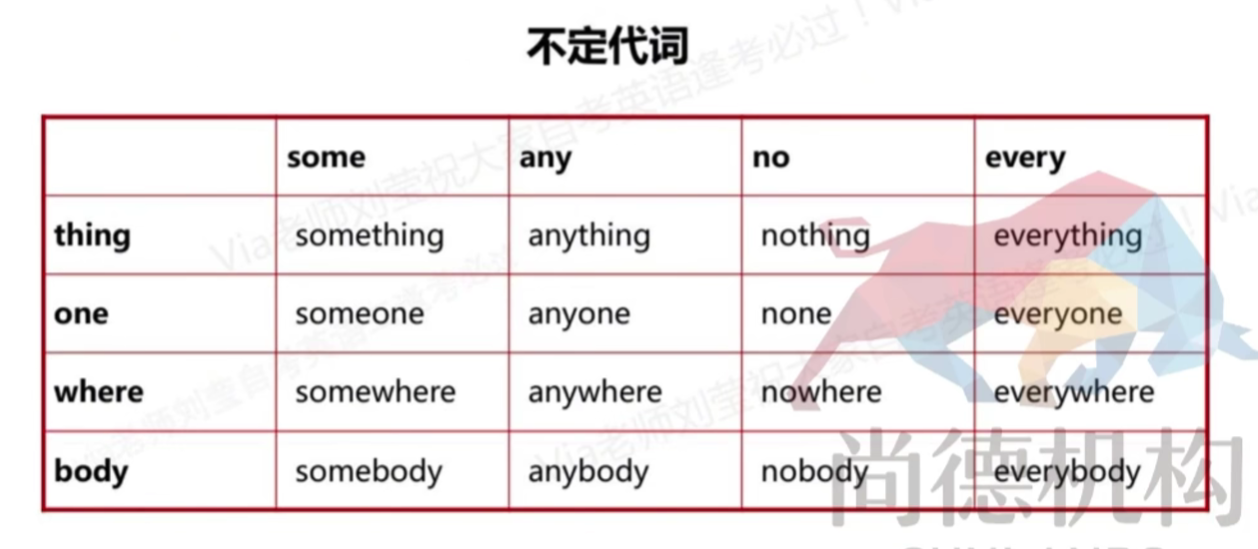 不定代词
some any no every
thing something anything nothing everything
one someone anyone none everyone
where somewhere anywhere nowhere everywhere
body somebody anybody nobody everybody
Via老师刘莹祝大家自考英语逢考必过！Via
尚德机构